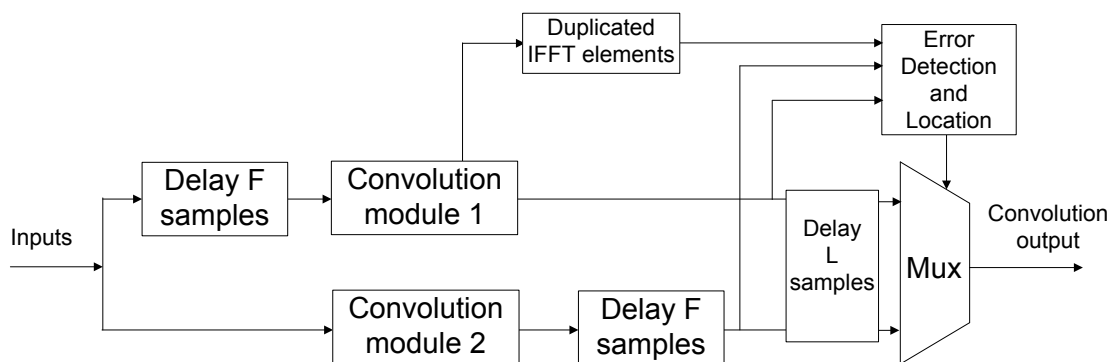 Duplicated
IFFT elements
Error
Detection
and
Location
Delay F
samples
Convolution
module 1
Inputs
Delay
L
samples
Mux
Convolution
output
Convolution
module 2
Delay F
samples